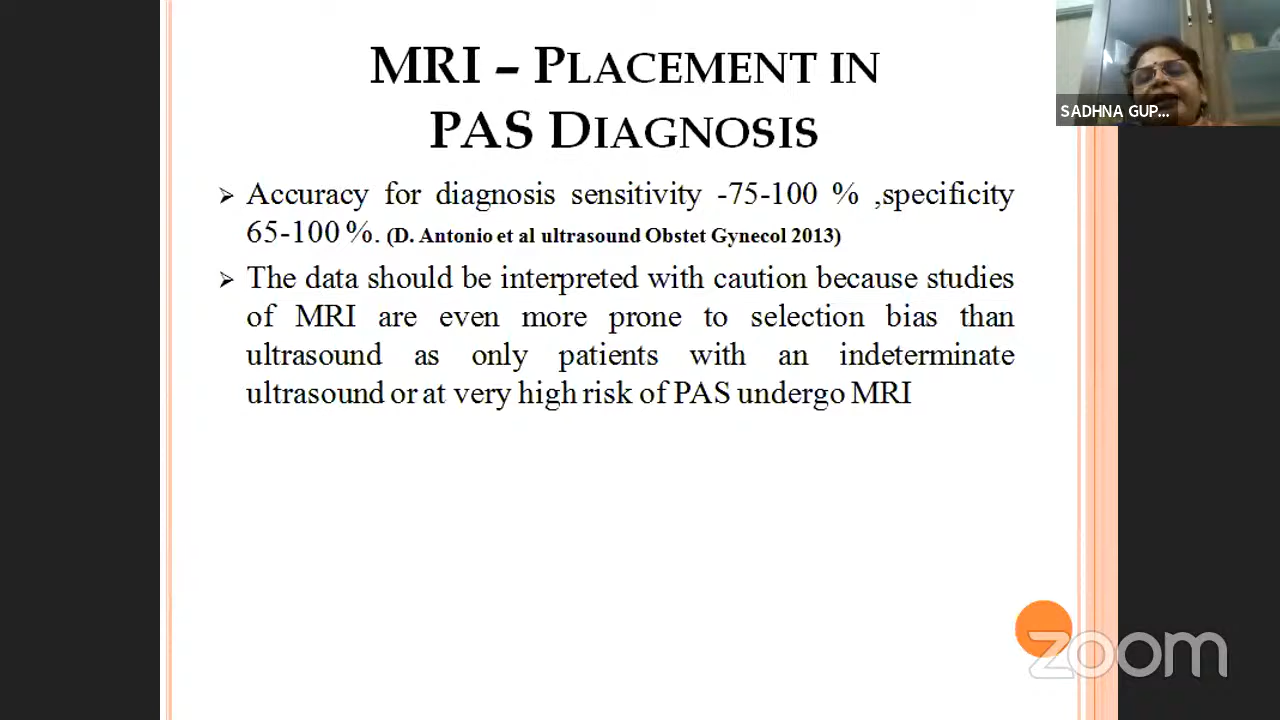 MRI – PLACEMENT IN
PAS DIAGNOSIS
SADHNA GUP...
➢ Accuracy for diagnosis sensitivity -75-100 % ,specificity
65-100 %. (D. Antonio et al ultrasound Obstet Gynecol 2013)
➢ The data should be interpreted with caution because studies
of MRI are even more prone to selection bias than
ultrasound as only patients with an indeterminate
ultrasound or at very high risk of PAS undergo MRI
zoom